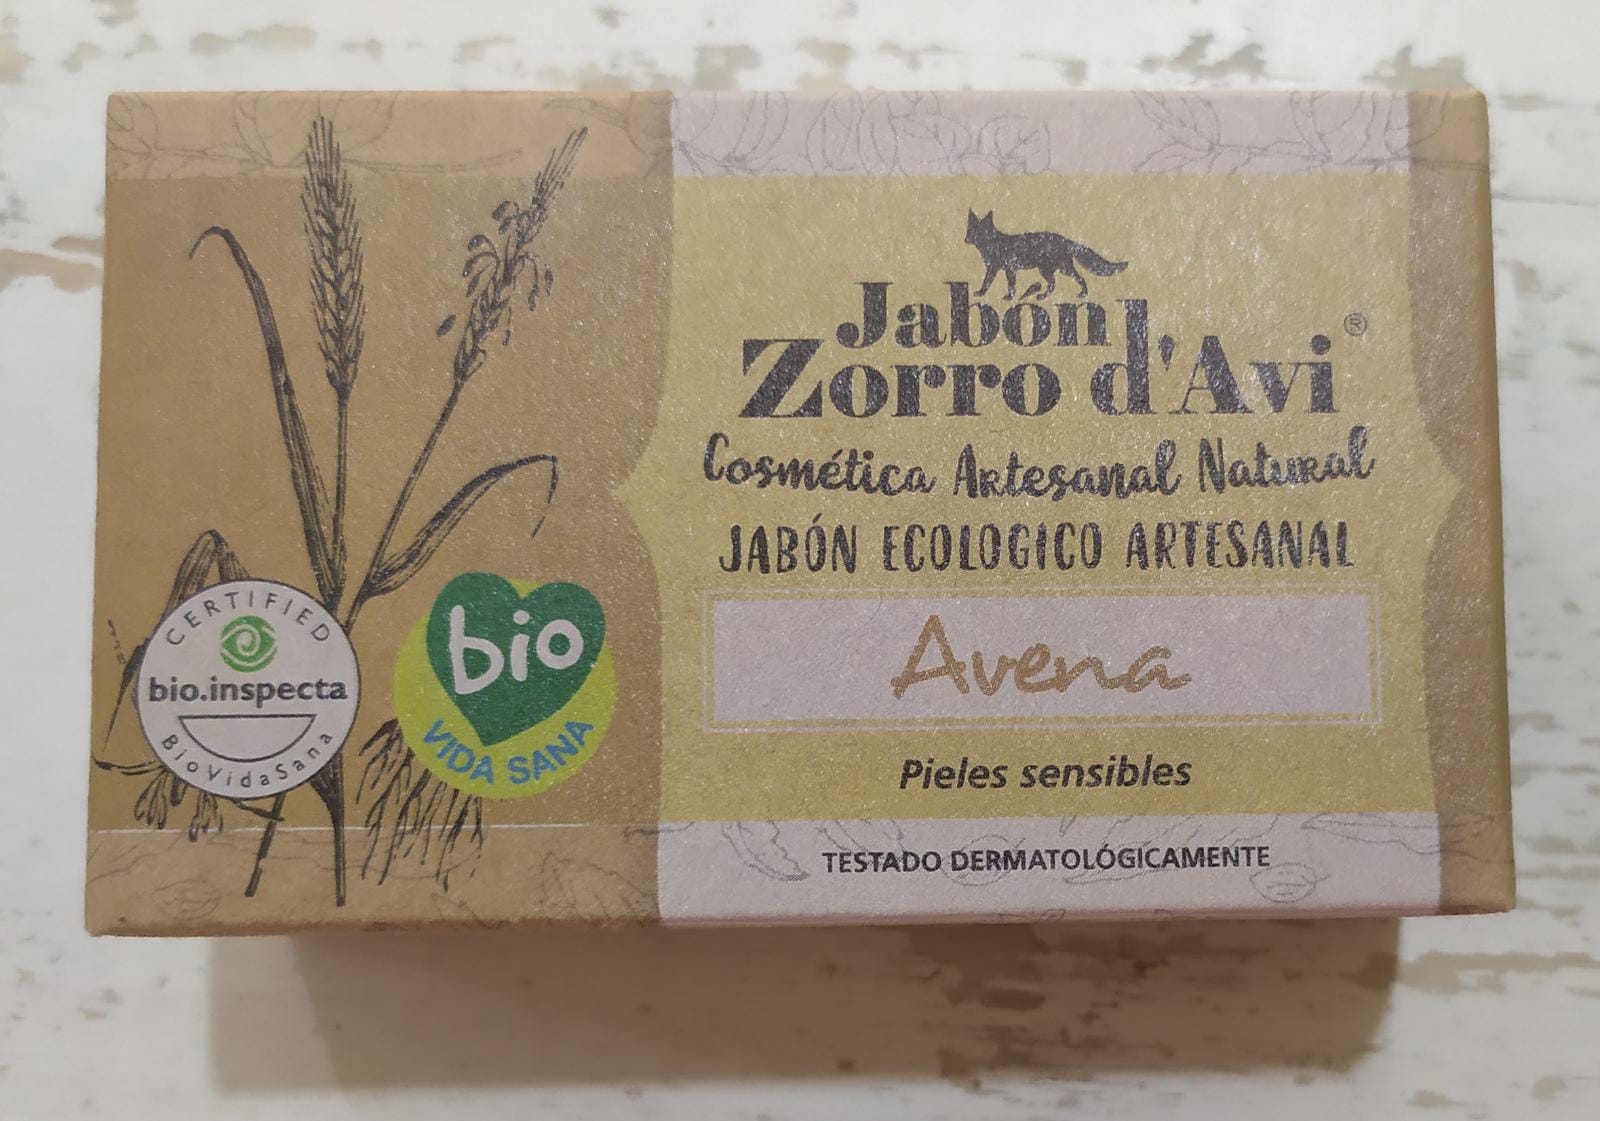 Jabón
Zorro d'Avi®
Cosmética Artesanal Natural
JABÓN ECOLOGICO ARTESANAL
Avena
Pieles sensibles
TESTADO DERMATOLÓGICAMENTE
CERTIFIED
bio.inspecta
BioVidaSana
bio
VIDA SANA